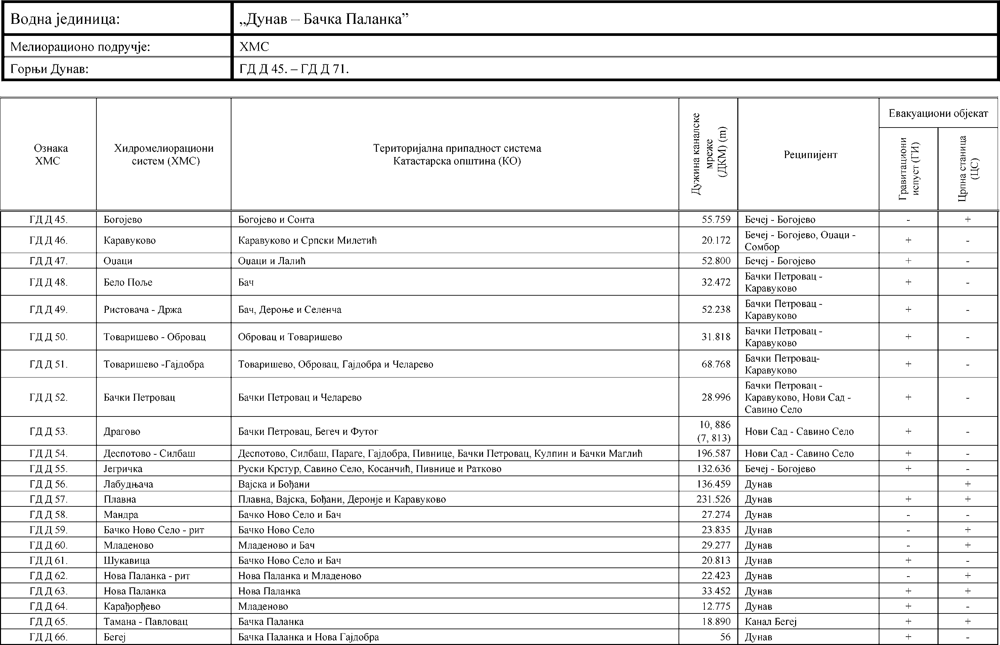 Водна јединица: „Дунав – Бачка Паланка”
Мелиорационо подручје: ХМС
Горњи Дунав: ГД Д 45. – ГД Д 71.
Ознака ХМС
Хидромелиорациони систем (ХМС)
Територијална припадност система
Катастарска општина (КО)
Дужина каналске мреже (ДКМ) (m)
Реципијент
Евакуациони објекат
Гравитациони испуст (ГИ)
Црпна станица (ЦС)
ГД Д 45. Богојево Богојево и Сонта 55.759 Бечеј - Богојево - +
ГД Д 46. Каравуково Каравуково и Српски Милетић 20.172 Бечеј - Богојево, Оџаци - Сомбор + -
ГД Д 47. Оџаци Оџаци и Лалић 52.800 Бечеј - Богојево + -
ГД Д 48. Бело Поље Бач 32.472 Бачки Петровац - Каравуково + -
ГД Д 49. Ристовача - Држа Бач, Дероње и Селенча 52.238 Бачки Петровац - Каравуково + -
ГД Д 50. Товаришево - Обровац Обровац и Товаришево 31.818 Бачки Петровац - Каравуково + -
ГД Д 51. Товаришево -Гајдобра Товаришево, Обровац, Гајдобра и Челарево 68.768 Бачки Петровац- Каравуково + -
ГД Д 52. Бачки Петровац Бачки Петровац и Челарево 28.996 Бачки Петровац - Каравуково, Нови Сад - Савино Село + -
ГД Д 53. Драгово Бачки Петровац, Бегеч и Футог 10, 886 (7, 813) Нови Сад - Савино Село + -
ГД Д 54. Деспотово - Силбаш Деспотово, Силбаш, Параге, Гајдобра, Пивнице, Бачки Петровац, Кулпин и Бачки Маглић 196.587 Нови Сад - Савино Село + -
ГД Д 55. Јегричка Руски Крстур, Савино Село, Косанчић, Пивнице и Ратково 132.636 Бечеј - Богојево + -
ГД Д 56. Лабудњача Вајска и Бођани 136.459 Дунав +
ГД Д 57. Плавна Плавна, Вајска, Бођани, Деронје и Каравуково 231.526 Дунав + +
ГД Д 58. Мандра Бачко Ново Село и Бач 27.274 Дунав - -
ГД Д 59. Бачко Ново Село - рит Бачко Ново Село 23.835 Дунав - +
ГД Д 60. Младеново Младеново и Бач 29.277 Дунав - +
ГД Д 61. Шукавица Бачко Ново Село и Бач 20.813 Дунав + -
ГД Д 62. Нова Паланка - рит Нова Паланка и Младеново 22.423 Дунав - +
ГД Д 63. Нова Паланка Нова Паланка 33.452 Дунав + +
ГД Д 64. Карађорђево Младеново 12.775 Дунав + -
ГД Д 65. Тамана - Павловац Бачка Паланка 18.890 Канал Бегеј + +
ГД Д 66. Бегеј Бачка Паланка и Нова Гајдобра 56 Дунав + -